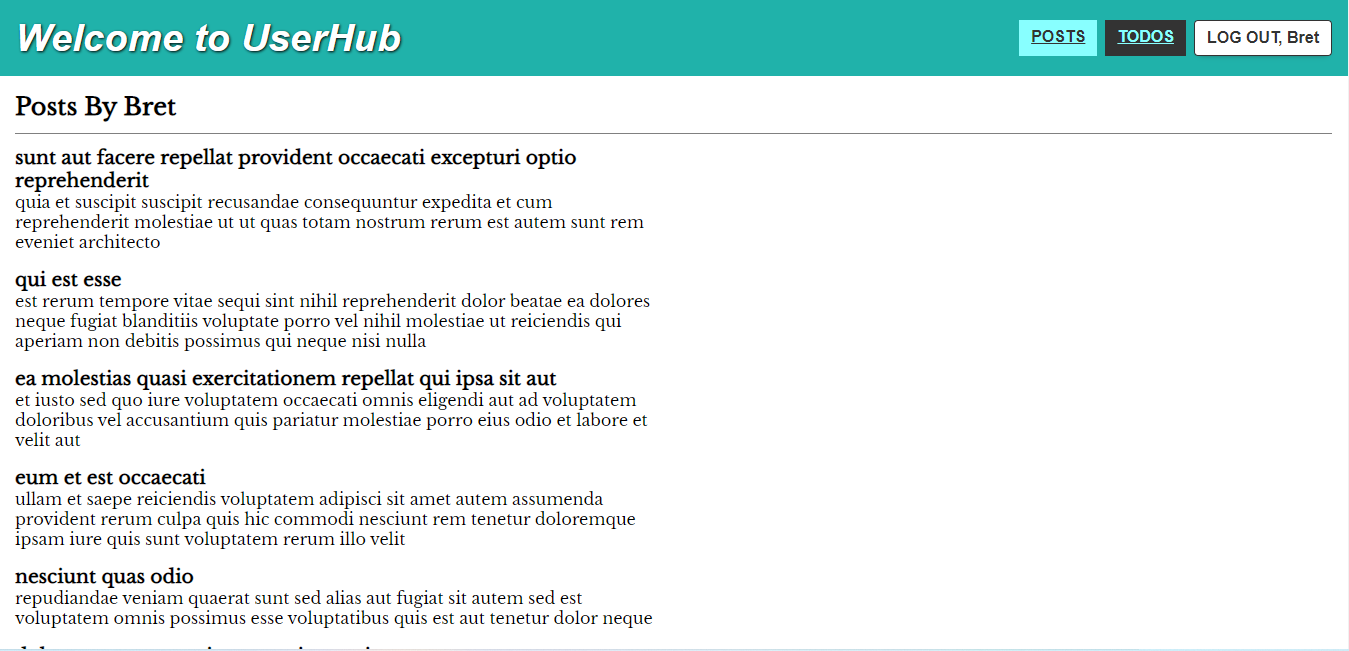 Welcome to UserHub
POSTS
TODOS
LOG OUT, Bret
Posts By Bret
sunt aut facere repellat provident occaecati excepturi optio
reprehenderit
quia et suscipit suscipit recusandae consequuntur expedita et cum
reprehenderit molestiae ut ut quas totam nostrum rerum est autem sunt rem
eveniet architecto
qui est esse
est rerum tempore vitae sequi sint nihil reprehenderit dolor beatae ea dolores
neque fugiat blanditiis voluptate porro vel nihil molestiae ut reiciendis qui
aperiam non debitis possimus qui neque nisi nulla
ea molestias quasi exercitationem repellat qui ipsa sit aut
et iusto sed quo iure voluptatem occaecati omnis eligendi aut ad voluptatem
doloribus vel accusantium quis pariatur molestiae porro eius odio et labore et
velit aut
eum et est occaecati
ullam et saepe reiciendis voluptatem adipisci sit amet autem assumenda
provident rerum culpa quis hic commodi nesciunt rem tenetur doloremque
ipsam iure quis sunt voluptatem rerum illo velit
nesciunt quas odio
repudiandae veniam quaerat sunt sed alias aut fugiat sit autem sed est
voluptatem omnis possimus esse voluptatibus quis est aut tenetur dolor neque